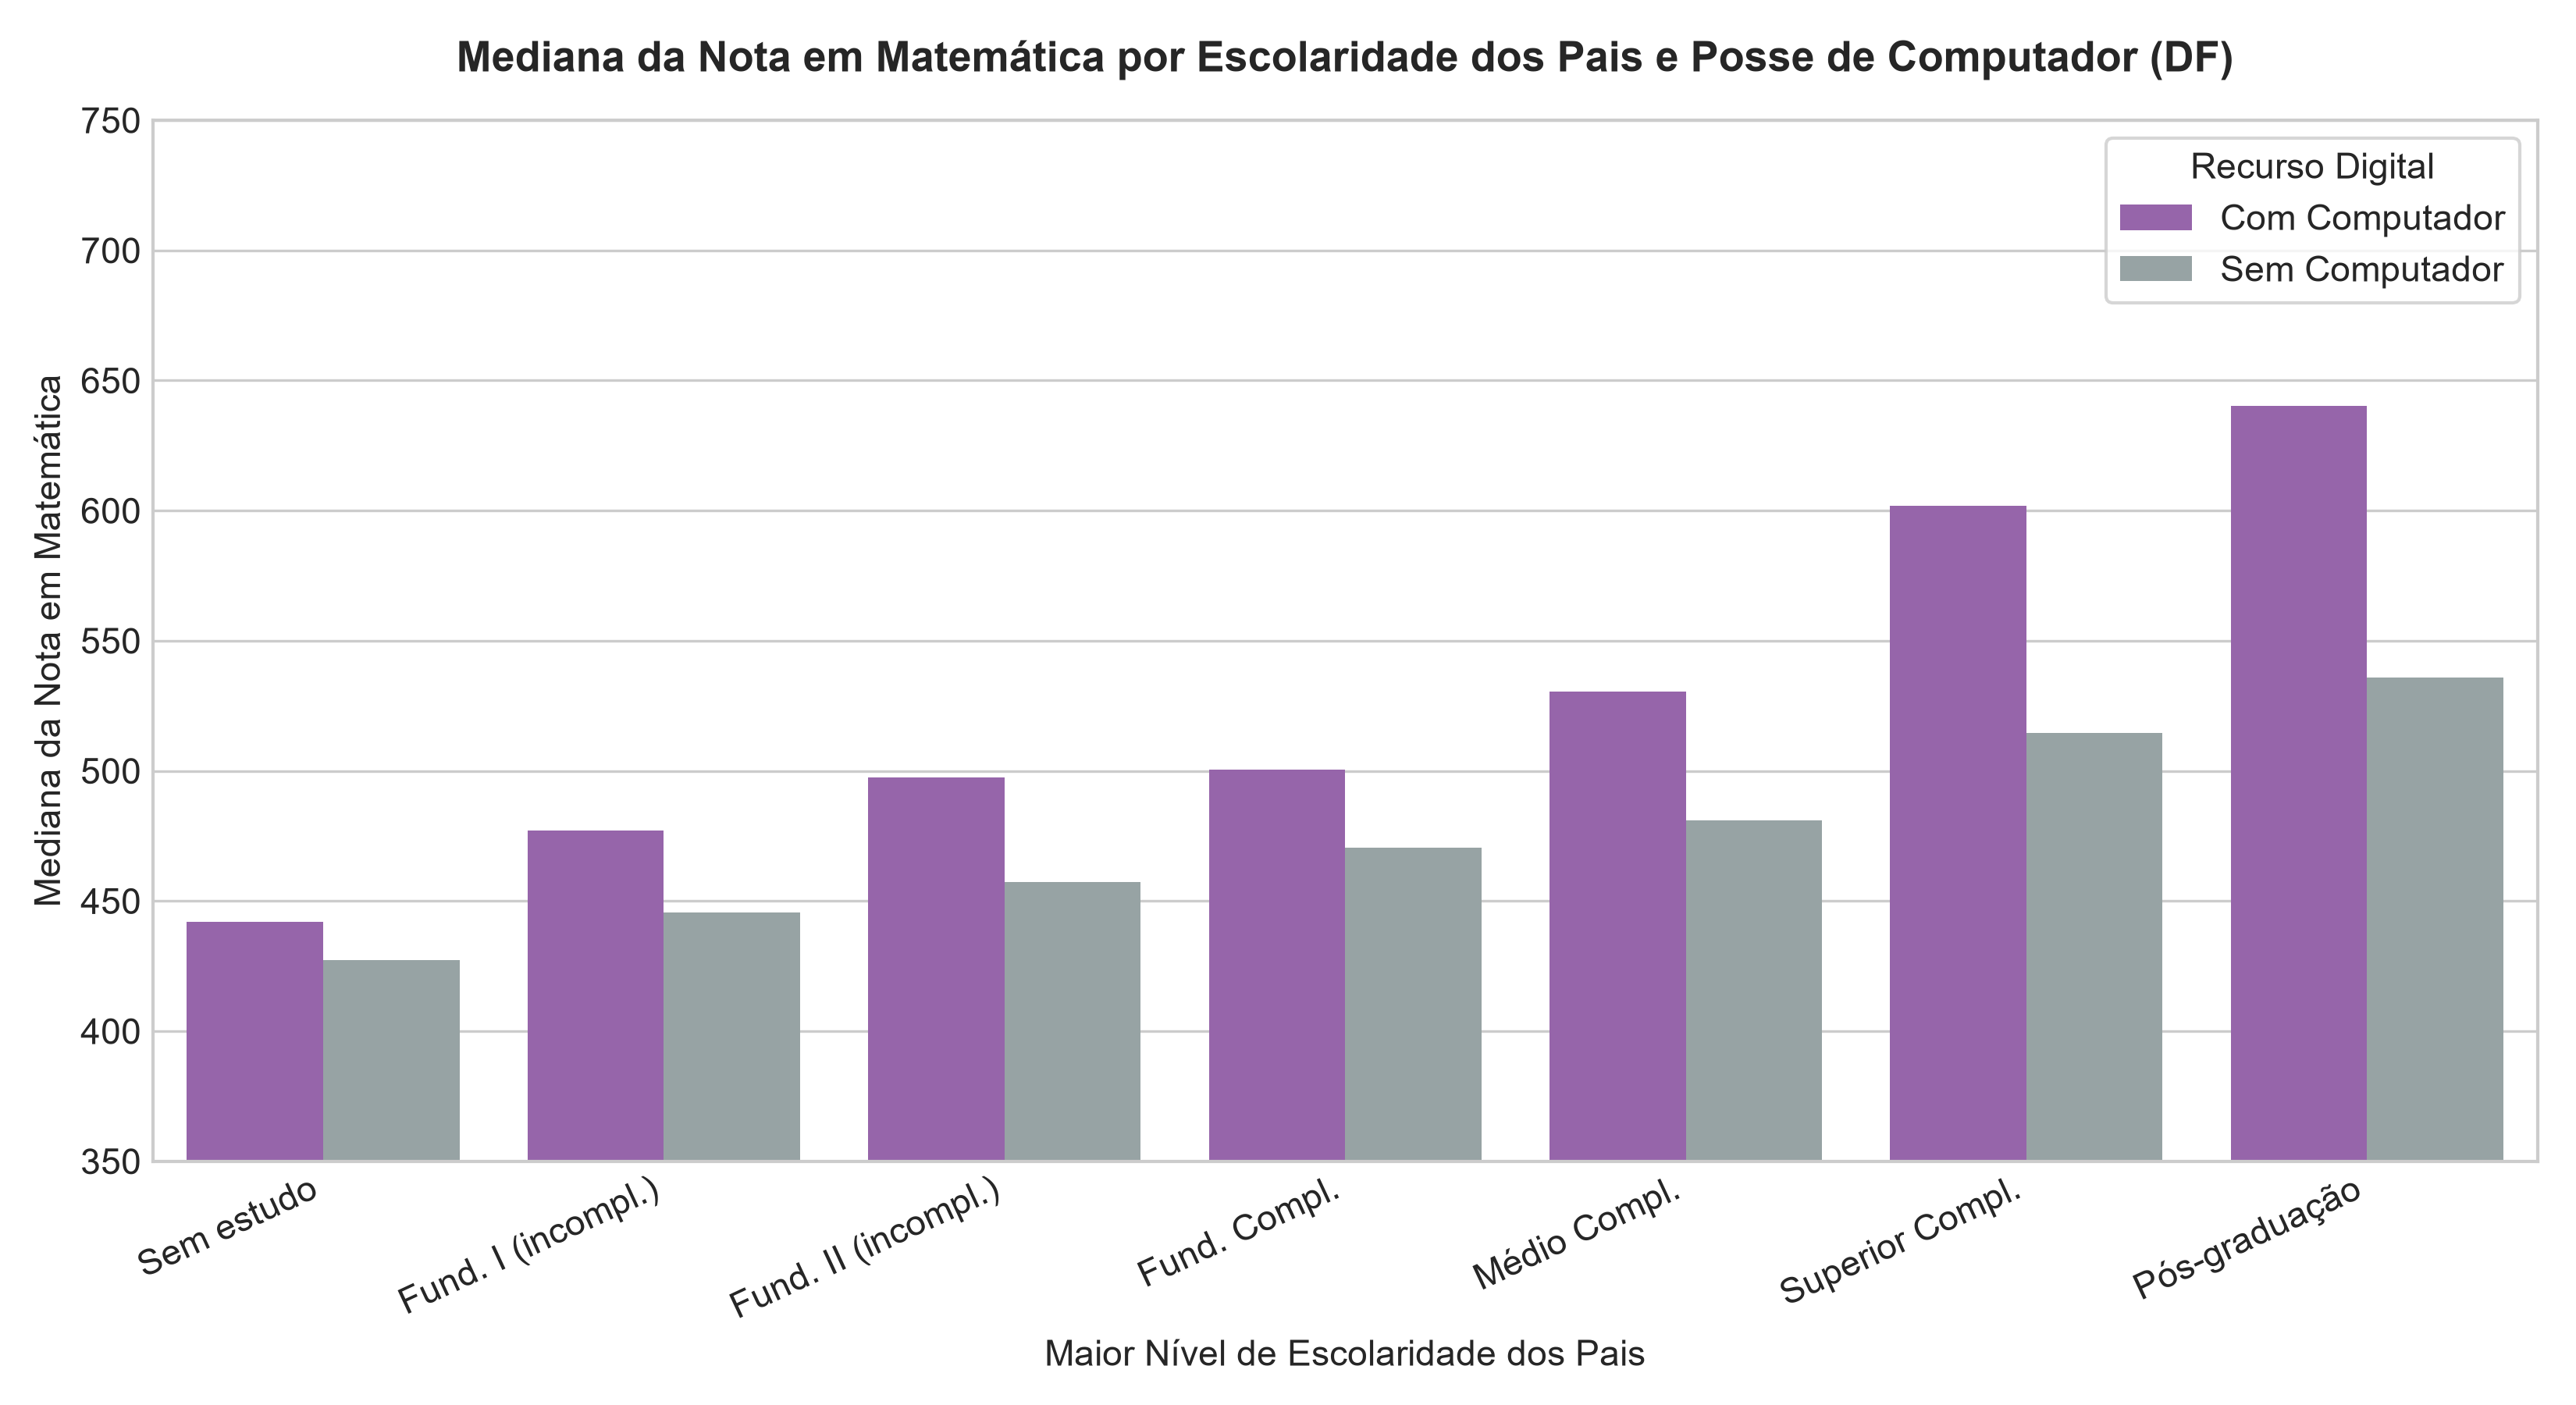 Mediana da Nota em Matemática por Escolaridade dos Pais e Posse de Computador (DF)
Recurso Digital
Com Computador
Sem Computador
Mediana da Nota em Matemática
750
700
650
600
550
500
450
400
350
Sem estudo
Fund. I (incompl.)
Fund. II (incompl.)
Fund. Compl.
Médio Compl.
Superior Compl.
Pós-graduação
Maior Nível de Escolaridade dos Pais